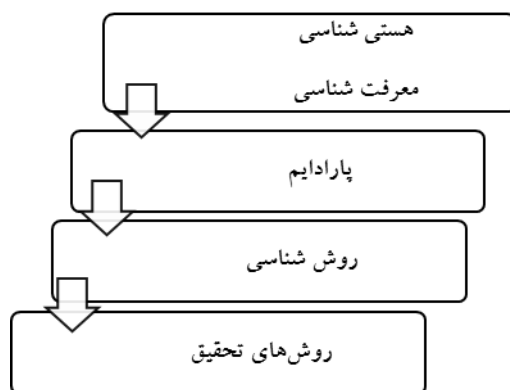 هستی شناسی
معرفت شناسی
پارادایم
روش شناسی
روش‌های تحقیق